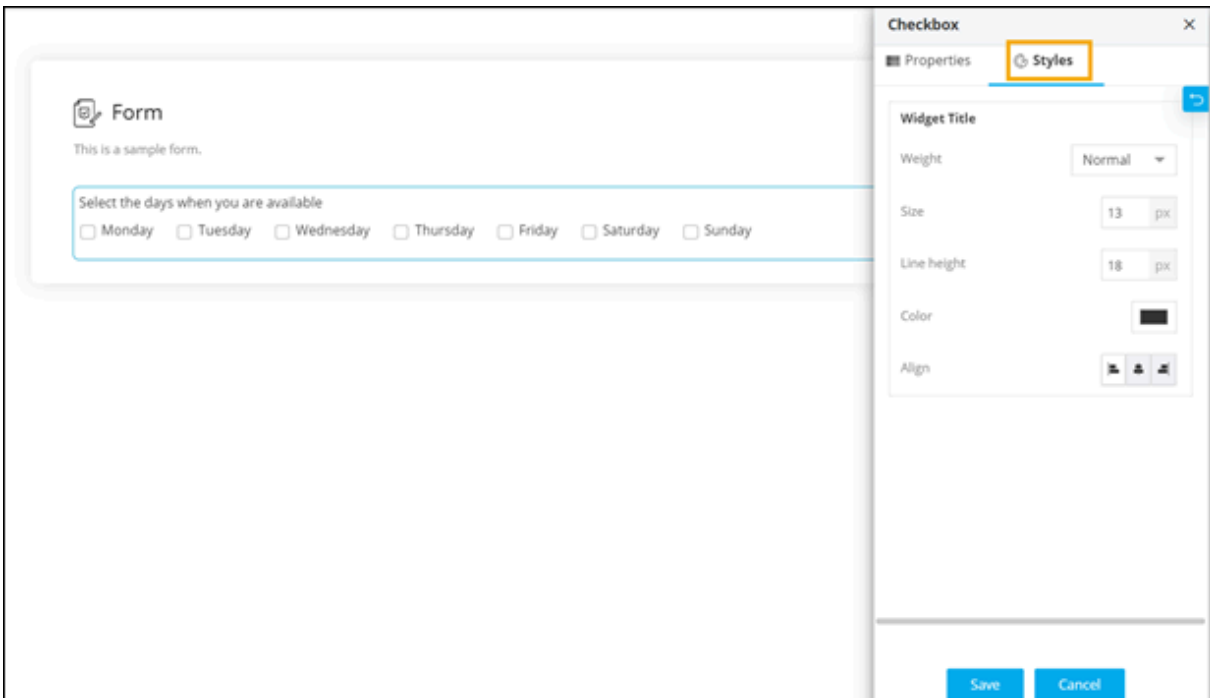 Form
This is a sample form.
Select the days when you are available
Monday Tuesday Wednesday Thursday Friday Saturday Sunday
Checkbox
Properties Styles
Widget Title
Weight Normal
Size 13 px
Line height 18 px
Color
Align
Save Cancel